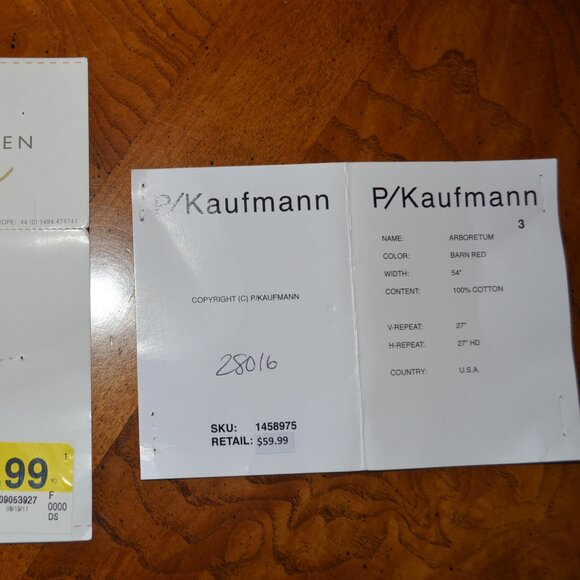 EN
OPE: 44 (0) 1494 474741
.99
1
YD
09053927
08/19/11
F
0000
DS
P/Kaufmann
COPYRIGHT (C) P/KAUFMANN
28016
SKU: 1458975
RETAIL: $59.99
P/Kaufmann
3
NAME: ARBORETUM
COLOR: BARN RED
WIDTH: 54"
CONTENT: 100% COTTON
V-REPEAT: 27"
H-REPEAT: 27" HD
COUNTRY: U.S.A.